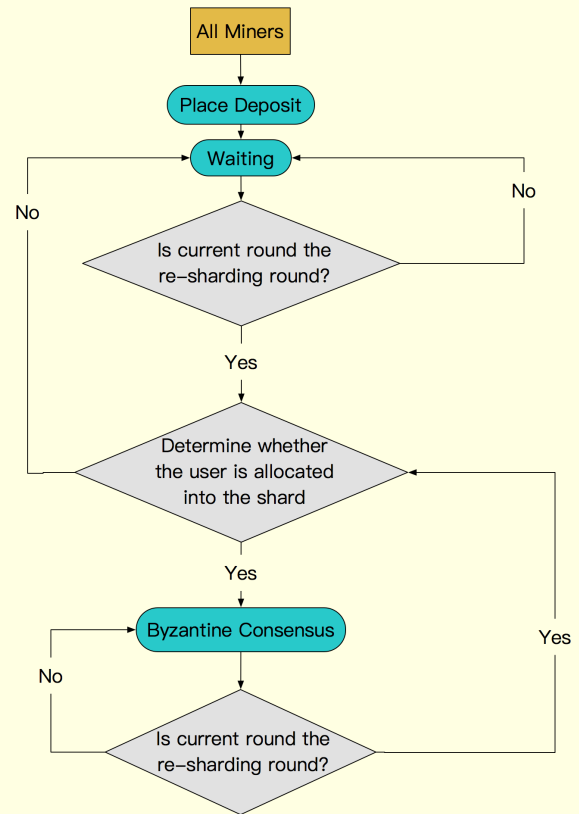 All Miners
Place Deposit
Waiting
No
No
Is current round the
re-sharding round?
Yes
Determine whether
the user is allocated
into the shard
Yes
Byzantine Consensus
Yes
No
Is current round the
re-sharding round?